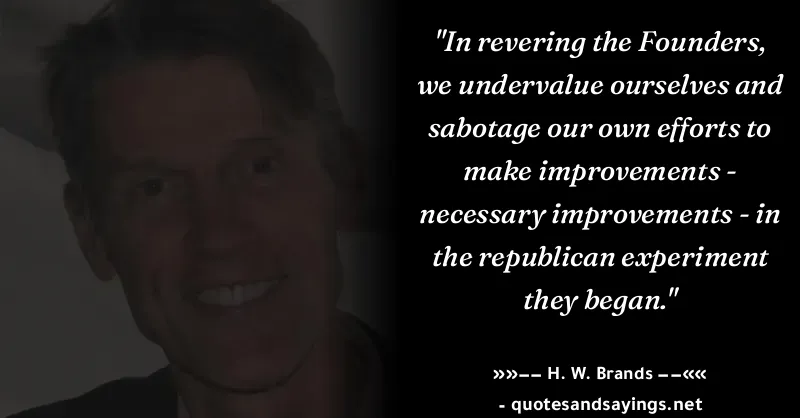 "In revering the Founders,
we undervalue ourselves and
sabotage our own efforts to
make improvements -
necessary improvements - in
the republican experiment
they began."
»»−− H. W. Brands −−««
- quotesandsayings.net